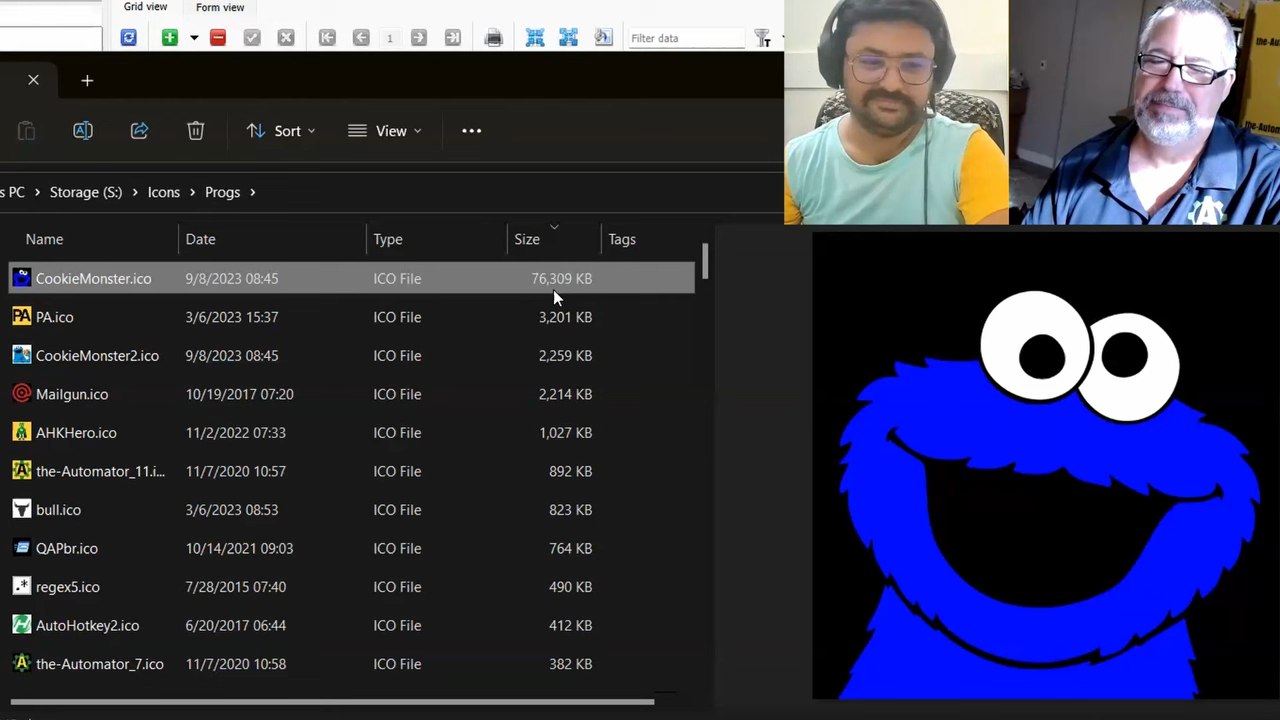 Grid view Form view
1 Filter data
Sort View
s PC Storage (S:) Icons Progs
Name Date Type Size Tags
CookieMonster.ico 9/8/2023 08:45 ICO File 76,309 KB
PA PA.ico 3/6/2023 15:37 ICO File 3,201 KB
CookieMonster2.ico 9/8/2023 08:45 ICO File 2,259 KB
Mailgun.ico 10/19/2017 07:20 ICO File 2,214 KB
AHKHero.ico 11/2/2022 07:33 ICO File 1,027 KB
the-Automator_11.i... 11/7/2020 10:57 ICO File 892 KB
bull.ico 3/6/2023 08:53 ICO File 823 KB
QAPbr.ico 10/14/2021 09:03 ICO File 764 KB
.* regex5.ico 7/28/2015 07:40 ICO File 490 KB
AutoHotkey2.ico 6/20/2017 06:44 ICO File 412 KB
the-Automator_7.ico 11/7/2020 10:58 ICO File 382 KB
the-Au
the-Autom
A